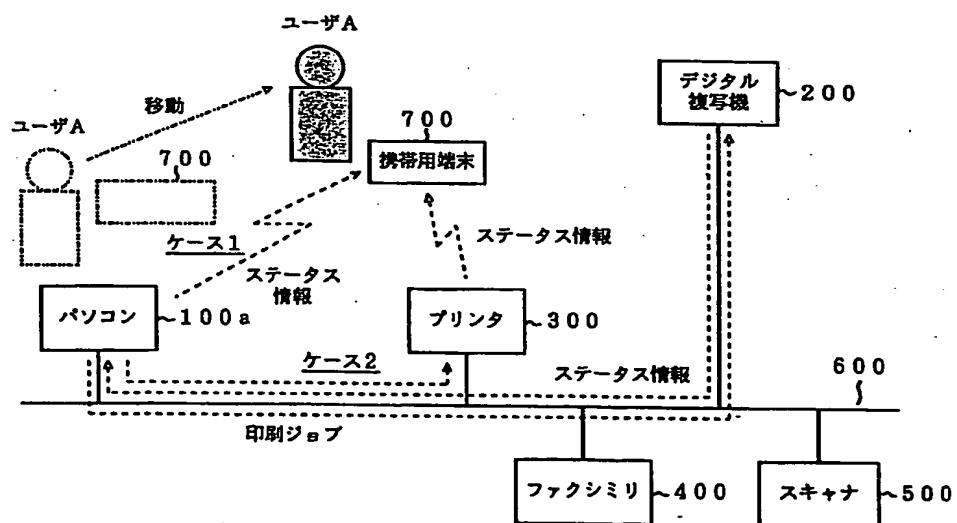 ユーザA
ユーザA
移動
700
700
携帯用端末
デジタル
複写機
200
ケース1
ステータス
情報
ステータス情報
パソコン
100a
プリンタ
300
ケース2
ステータス情報
600
印刷ジョブ
ファクシミリ
400
スキャナ
500